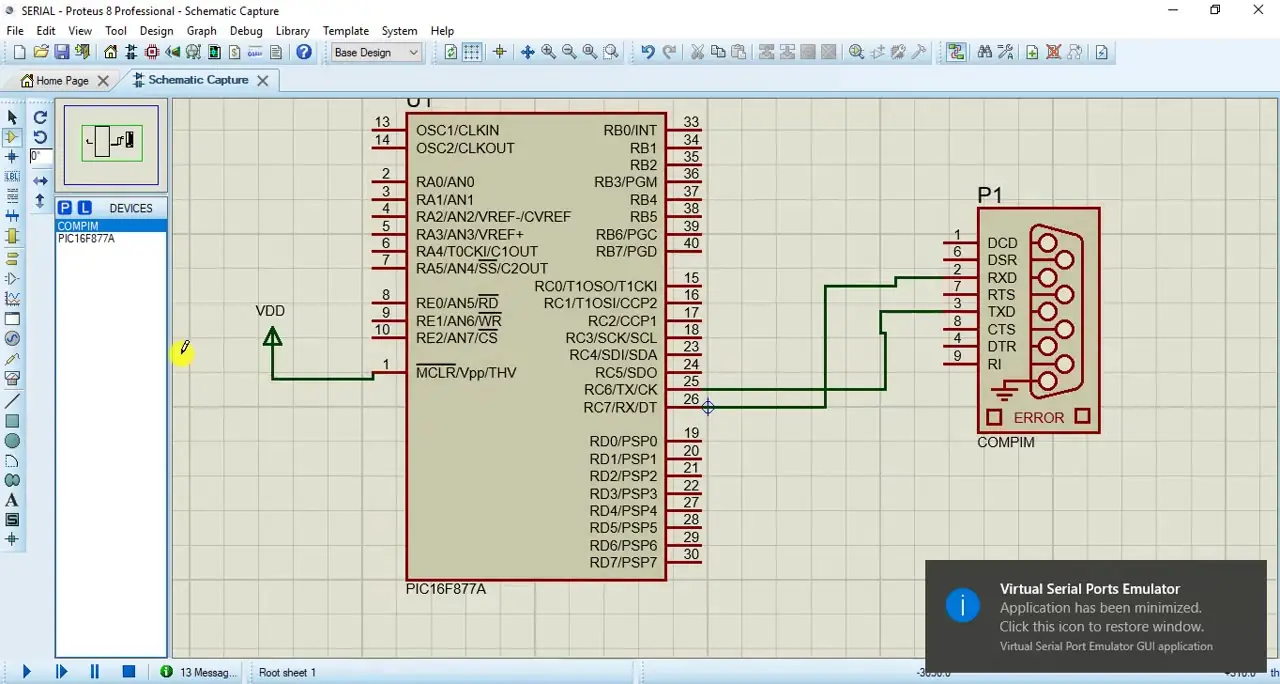 SERIAL - Proteus 8 Professional - Schematic Capture
File Edit View Tool Design Graph Debug Library Template System Help
Base Design
Home Page Schematic Capture
0°
LBL
P L DEVICES
COMPIM
PIC16F877A
A
S
VDD
U1
13 OSC1/CLKIN RB0/INT 33
14 OSC2/CLKOUT RB1 34
RB2 35
2 RA0/AN0 RB3/PGM 36
3 RA1/AN1 RB4 37
4 RA2/AN2/VREF-/CVREF RB5 38
5 RA3/AN3/VREF+ RB6/PGC 39
6 RA4/T0CKI/C1OUT RB7/PGD 40
7 RA5/AN4/SS/C2OUT
RC0/T1OSO/T1CKI 15
8 RE0/AN5/RD RC1/T1OSI/CCP2 16
9 RE1/AN6/WR RC2/CCP1 17
10 RE2/AN7/CS RC3/SCK/SCL 18
RC4/SDI/SDA 23
1 MCLR/Vpp/THV RC5/SDO 24
RC6/TX/CK 25
RC7/RX/DT 26
RD0/PSP0 19
RD1/PSP1 20
RD2/PSP2 21
RD3/PSP3 22
RD4/PSP4 27
RD5/PSP5 28
RD6/PSP6 29
RD7/PSP7 30
PIC16F877A
P1
1 DCD
6 DSR
2 RXD
7 RTS
3 TXD
8 CTS
4 DTR
9 RI
ERROR
COMPIM
Virtual Serial Ports Emulator
Application has been minimized.
Click this icon to restore window.
Virtual Serial Port Emulator GUI application
13 Messag... Root sheet 1 th